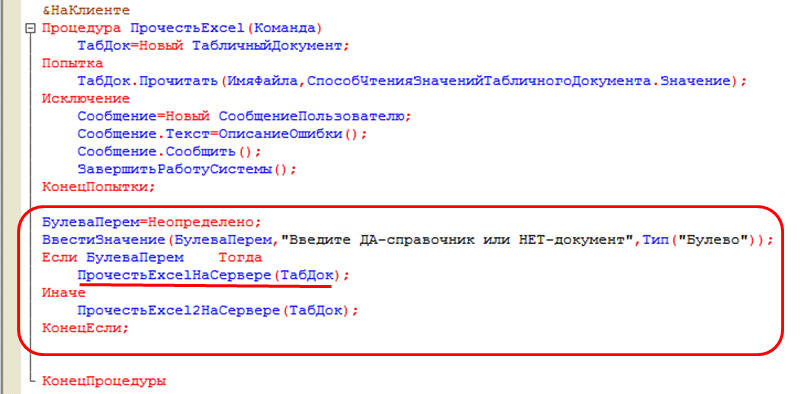 &НаКлиенте
Процедура ПрочестьExcel(Команда)
ТабДок=Новый ТабличныйДокумент;
Попытка
ТабДок.Прочитать(ИмяФайла,СпособЧтенияЗначенийТабличногоДокумента.Значение);
Исключение
Сообщение=Новый СообщениеПользователю;
Сообщение.Текст=ОписаниеОшибки();
Сообщение.Сообщить();
ЗавершитьРаботуСистемы();
КонецПопытки;
БулеваПерем=Неопределено;
ВвестиЗначение(БулеваПерем,"Введите ДА-справочник или НЕТ-документ",Тип("Булево"));
Если БулеваПерем    Тогда
ПрочестьExcelНаСервере(ТабДок);
Иначе
ПрочестьExcel2НаСервере(ТабДок);
КонецЕсли;
КонецПроцедуры